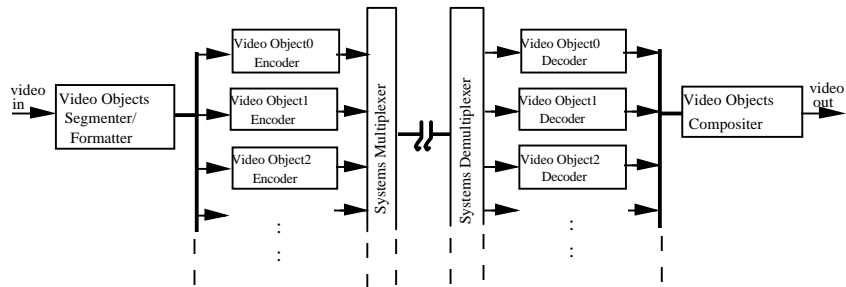 video
in
Video Objects
Segmenter/
Formatter
Video Object0
Encoder
Video Object1
Encoder
Video Object2
Encoder
:
:
Systems Multiplexer
Systems Demultiplexer
Video Object0
Decoder
Video Object1
Decoder
Video Object2
Decoder
:
:
Video Objects
Compositer
video
out